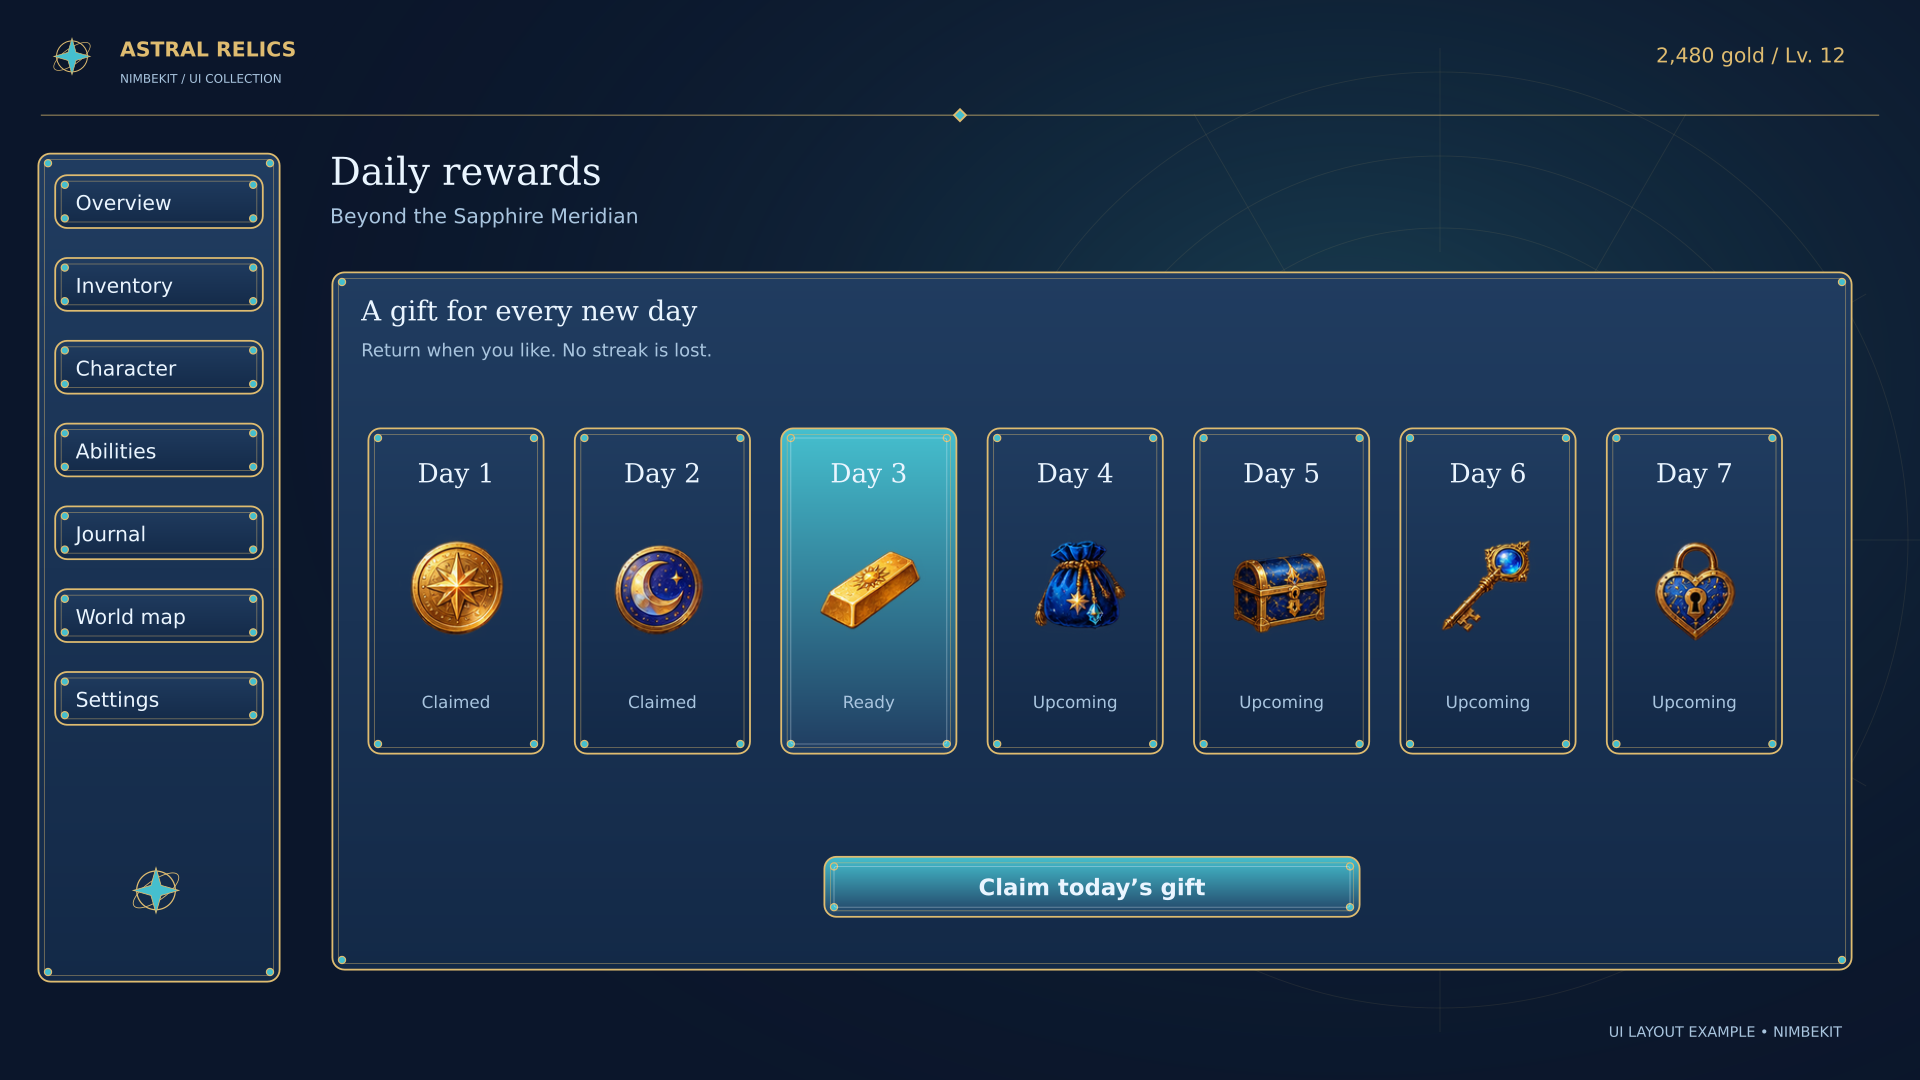 ASTRAL RELICS
NIMBEKIT / UI COLLECTION
2,480 gold / Lv. 12
Overview
Inventory
Character
Abilities
Journal
World map
Settings
Daily rewards
Beyond the Sapphire Meridian
A gift for every new day
Return when you like. No streak is lost.
Day 1
Claimed
Day 2
Claimed
Day 3
Ready
Day 4
Upcoming
Day 5
Upcoming
Day 6
Upcoming
Day 7
Upcoming
Claim today’s gift
UI LAYOUT EXAMPLE • NIMBEKIT